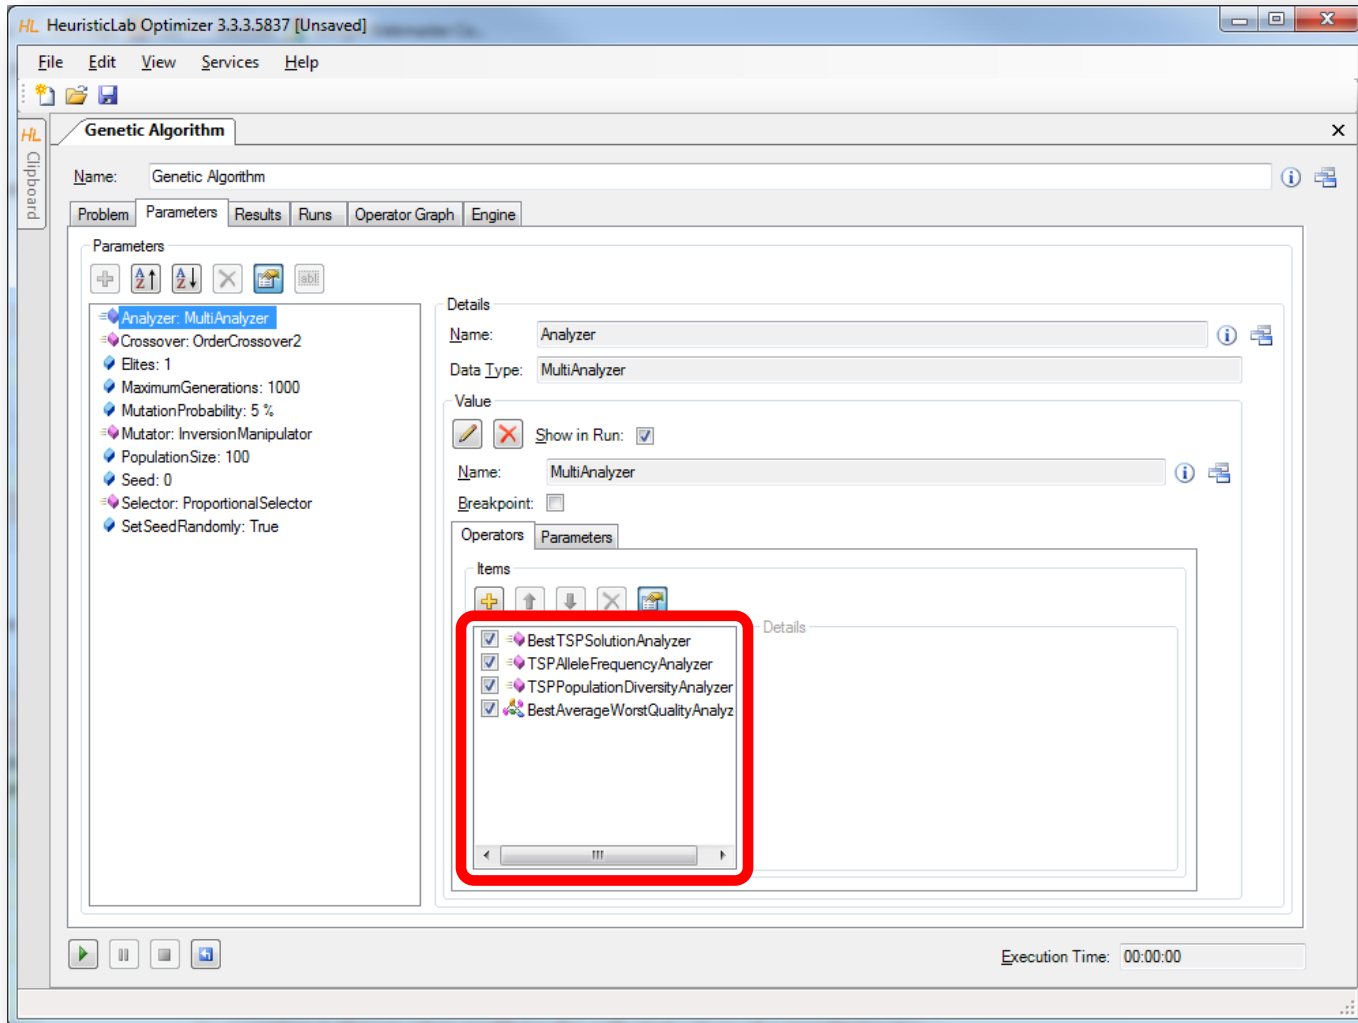 HL HeuristicLab Optimizer 3.3.3.5837 [Unsaved]
File Edit View Services Help
HL Clipboard
Genetic Algorithm
Name: Genetic Algorithm
Problem Parameters Results Runs Operator Graph Engine
Parameters
Analyzer: MultiAnalyzer
Crossover: OrderCrossover2
Elites: 1
MaximumGenerations: 1000
MutationProbability: 5 %
Mutator: InversionManipulator
PopulationSize: 100
Seed: 0
Selector: ProportionalSelector
SetSeedRandomly: True
Details
Name: Analyzer
Data Type: MultiAnalyzer
Value
Show in Run:
Name: MultiAnalyzer
Breakpoint:
Operators Parameters
Items
BestTSPSolutionAnalyzer
TSPAlleleFrequencyAnalyzer
TSPPopulationDiversityAnalyzer
BestAverageWorstQualityAnalyz
Details
Execution Time: 00:00:00